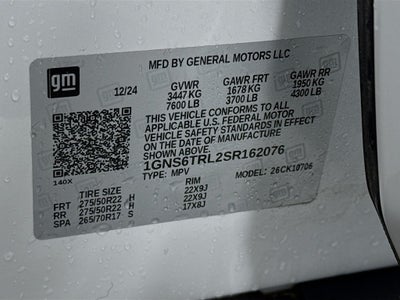 gm
MFD BY GENERAL MOTORS LLC
12/24
GVWR GAWR FRT GAWR RR
3447 KG 1678 KG 1950 KG
7600 LB 3700 LB 4300 LB
THIS VEHICLE CONFORMS TO ALL
APPLICABLE U.S. FEDERAL MOTOR
VEHICLE SAFETY STANDARDS IN EFFECT
ON THE DATE OF MANUFACTURE
SHOWN ABOVE.
1GNS6TRL2SR162076
140X
TYPE: MPV MODEL: 26CK10706
TIRE SIZE RIM
FRT 275/50R22 H 22X9J
RR 275/50R22 H 22X9J
SPA 265/70R17 S 17X8J